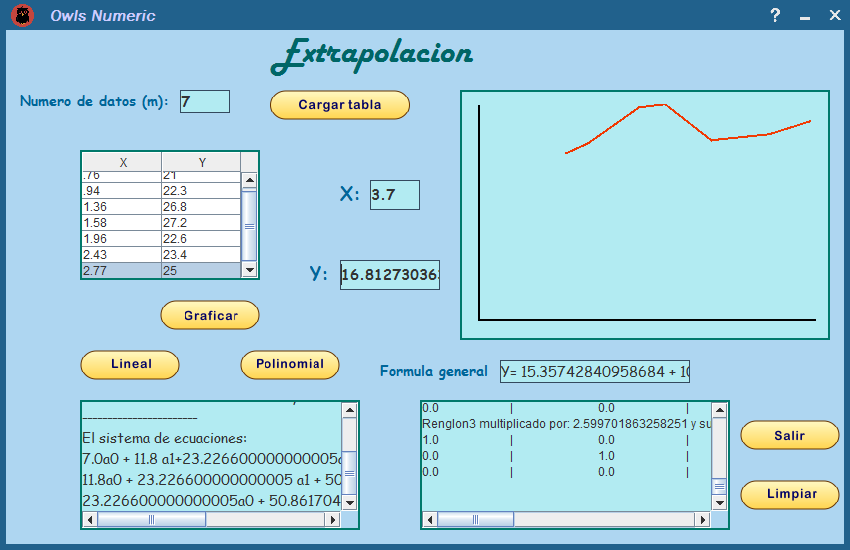 Owls Numeric
Extrapolacion
Numero de datos (m): 7
Cargar tabla
X Y
.76 21
.94 22.3
1.36 26.8
1.58 27.2
1.96 22.6
2.43 23.4
2.77 25
X: 3.7
Y: 16.81273036
Graficar
Lineal
Polinomial
Formula general Y= 15.35742840958684 + 10
----------------------
El sistema de ecuaciones:
7.0a0 + 11.8 a1+23.226600000000005
11.8a0 + 23.226600000000005 a1 + 50
23.226600000000005a0 + 50.861704
0.0 | 0.0 |
Renglon3 multiplicado por: 2.599701863258251 y su
1.0 | 0.0 |
0.0 | 1.0 |
0.0 | 0.0 |
Salir
Limpiar